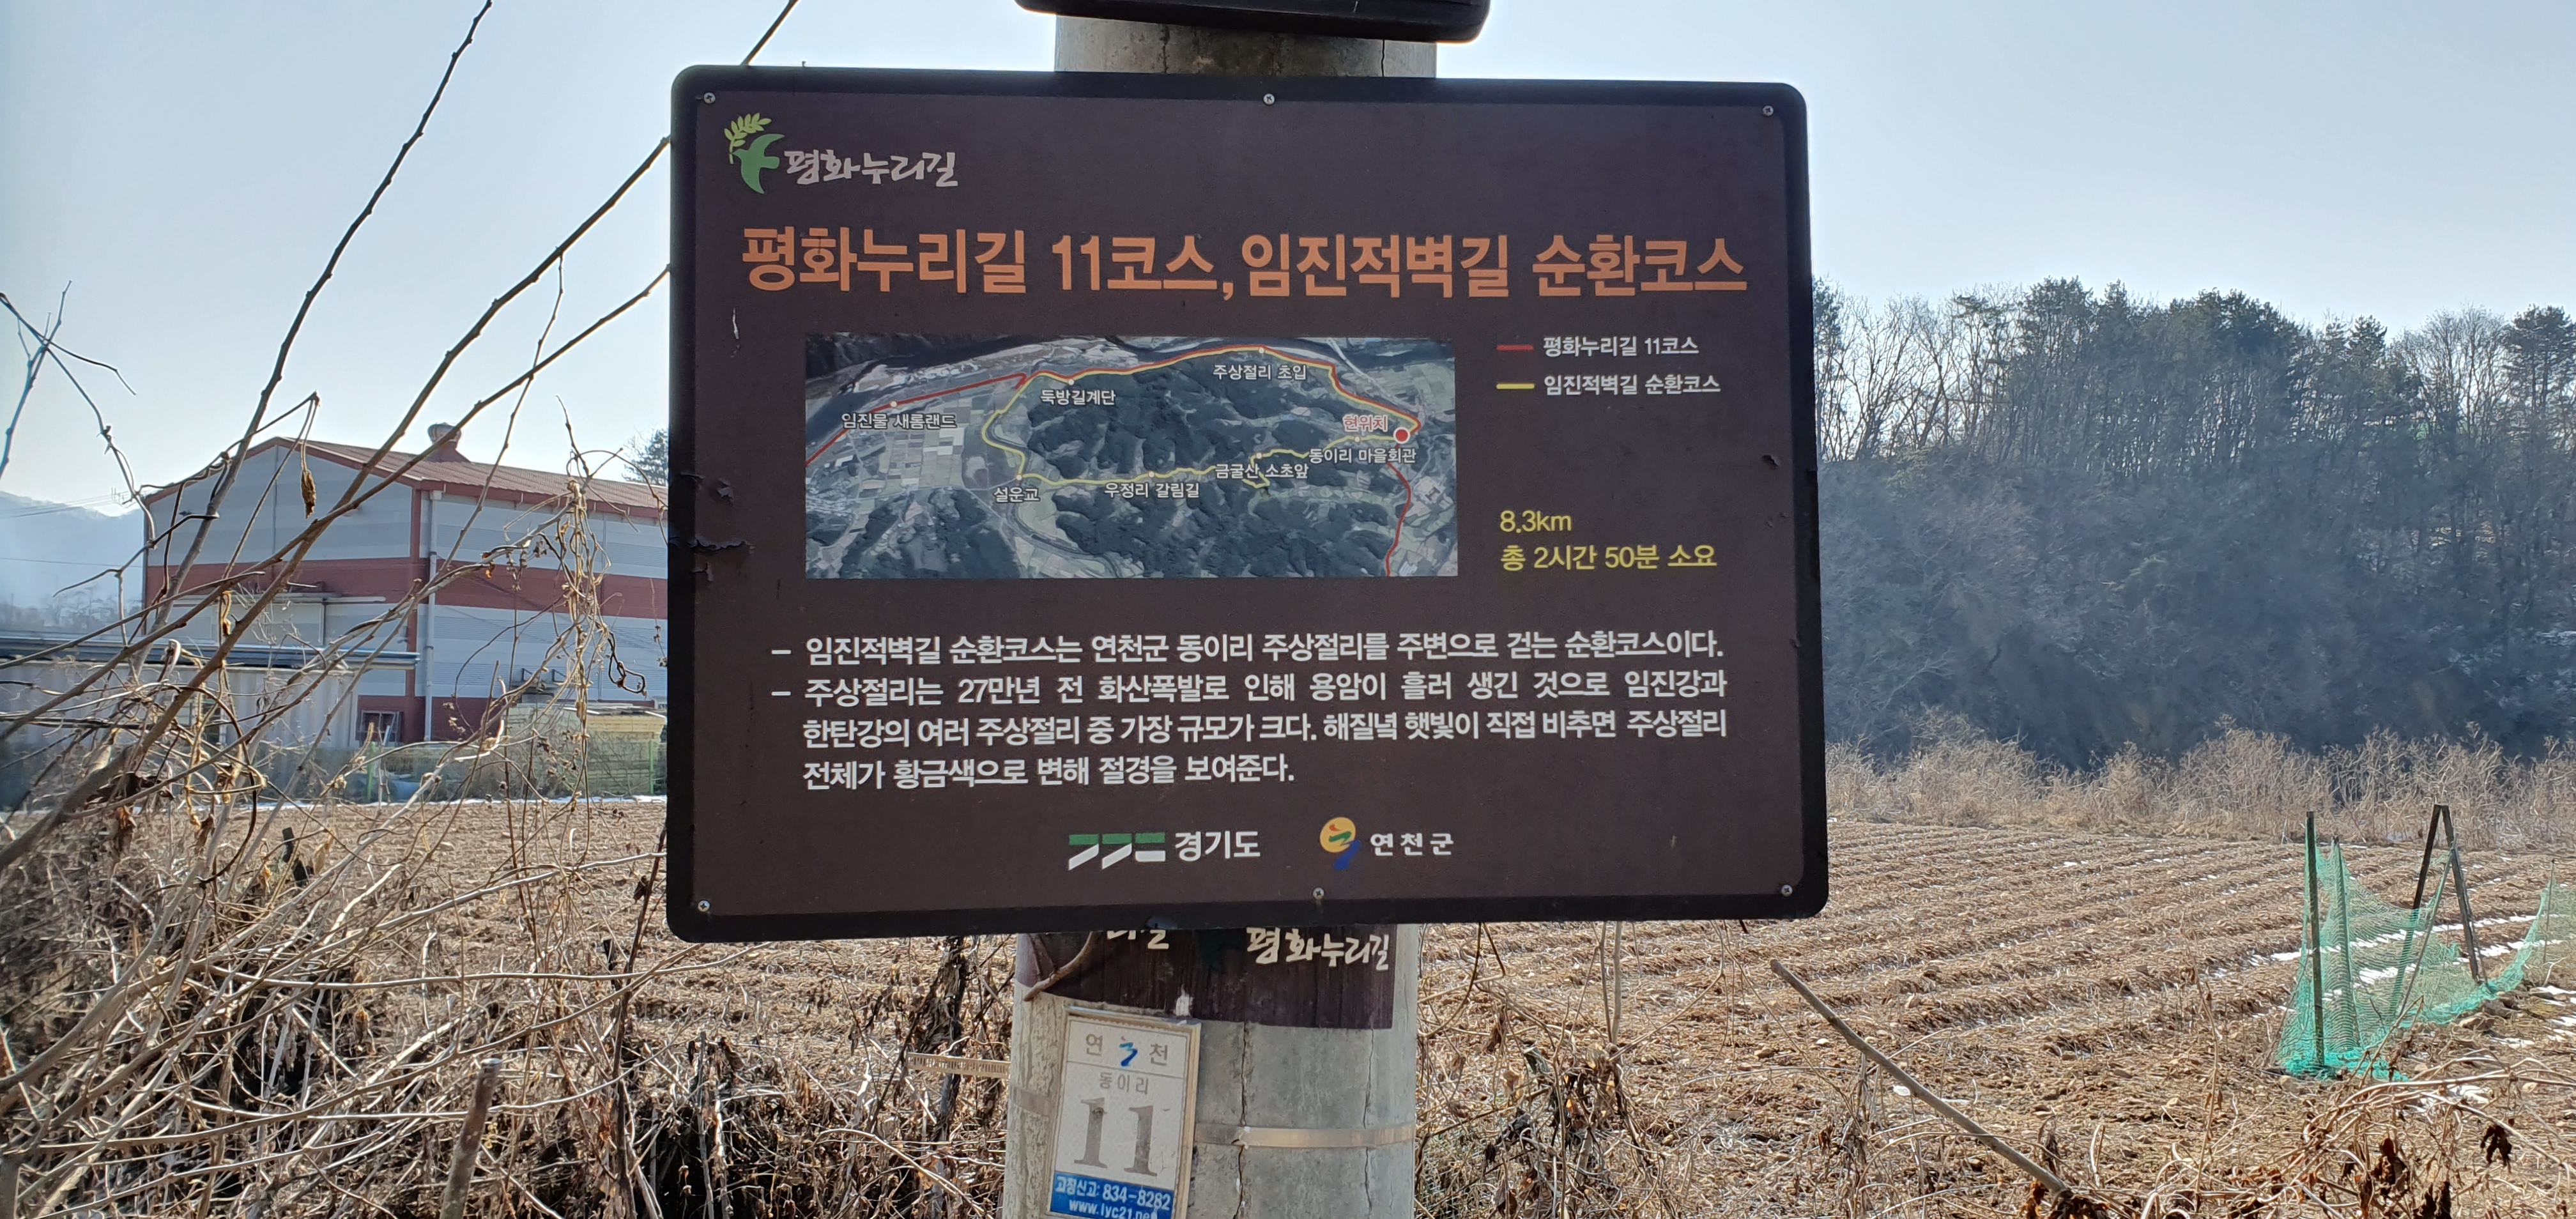 평화누리길
평화누리길 11코스, 임진적벽길 순환코스
임진물 새롬랜드
둑방길계단
주상절리 초입
현위치
동이리 마을회관
금굴산 소초앞
우정리 갈림길
설운교
평화누리길 11코스
임진적벽길 순환코스
8.3km
총 2시간 50분 소요
– 임진적벽길 순환코스는 연천군 동이리 주상절리를 주변으로 걷는 순환코스이다.
– 주상절리는 27만년 전 화산폭발로 인해 용암이 흘러 생긴 것으로 임진강과
한탄강의 여러 주상절리 중 가장 규모가 크다. 해질녘 햇빛이 직접 비추면 주상절리
전체가 황금색으로 변해 절경을 보여준다.
경기도
연천군
평화누리길
연천
동이리
11
고장신고: 834-8282
www.iyc21.net